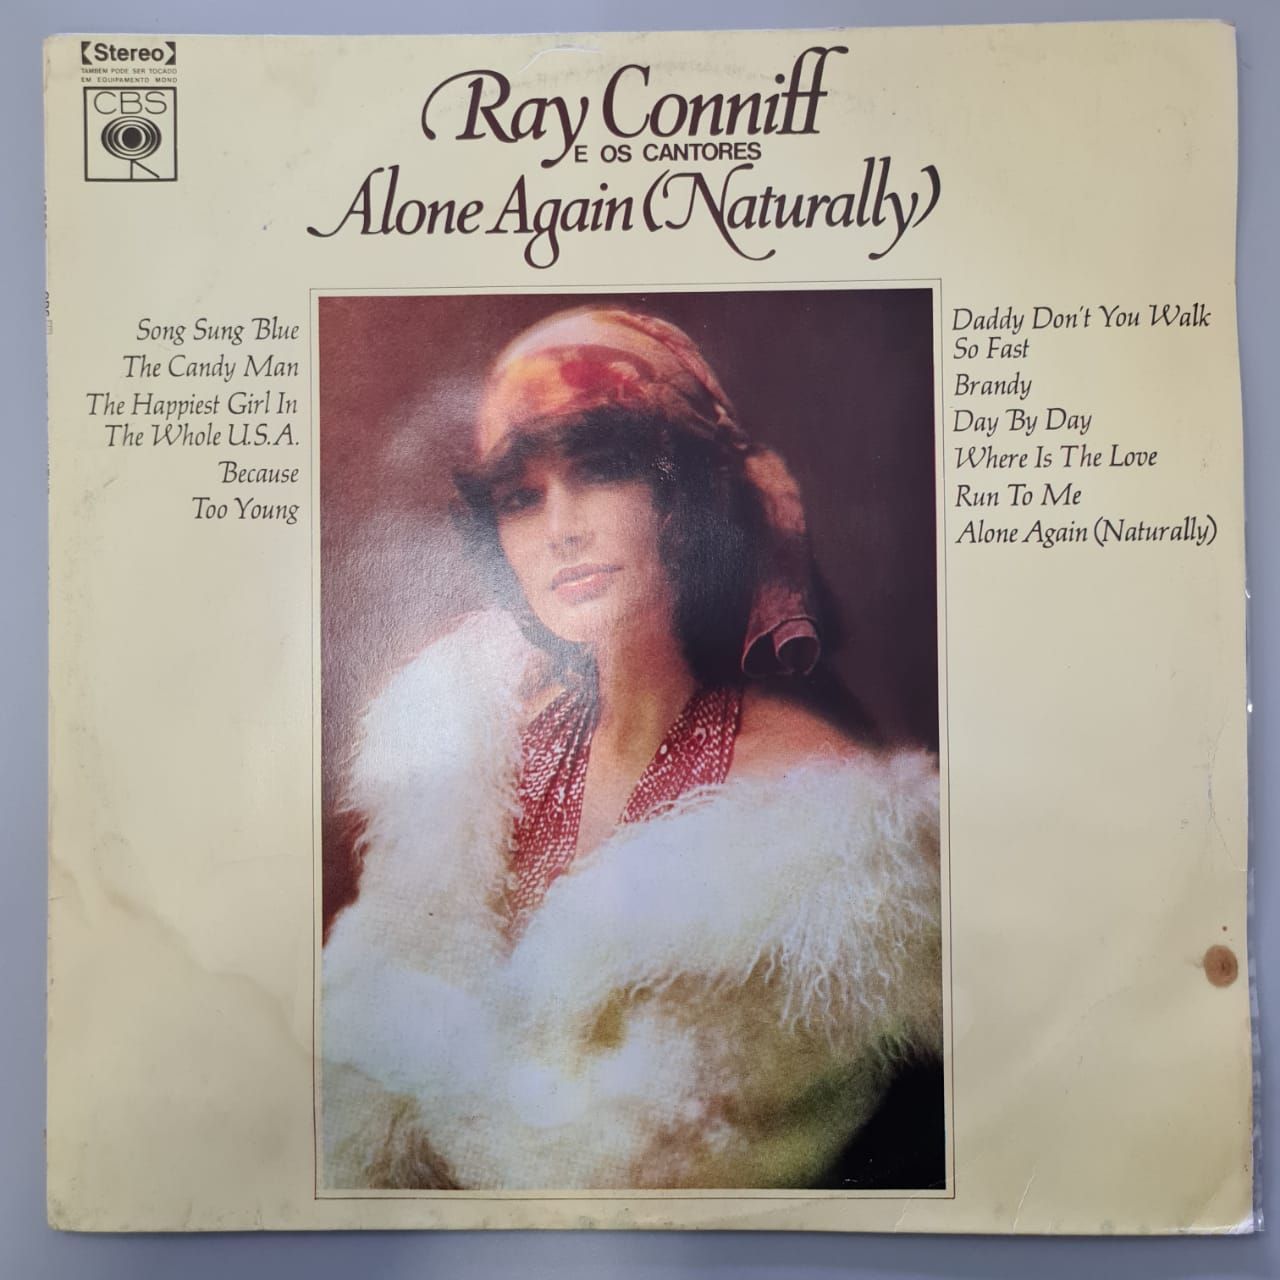 Stereo
TAMBÉM PODE SER TOCADO
EM EQUIPAMENTO MONO
CBS
Ray Conniff
E OS CANTORES
Alone Again (Naturally)
Song Sung Blue
The Candy Man
The Happiest Girl In
The Whole U.S.A.
Because
Too Young
Daddy Don't You Walk
So Fast
Brandy
Day By Day
Where Is The Love
Run To Me
Alone Again (Naturally)